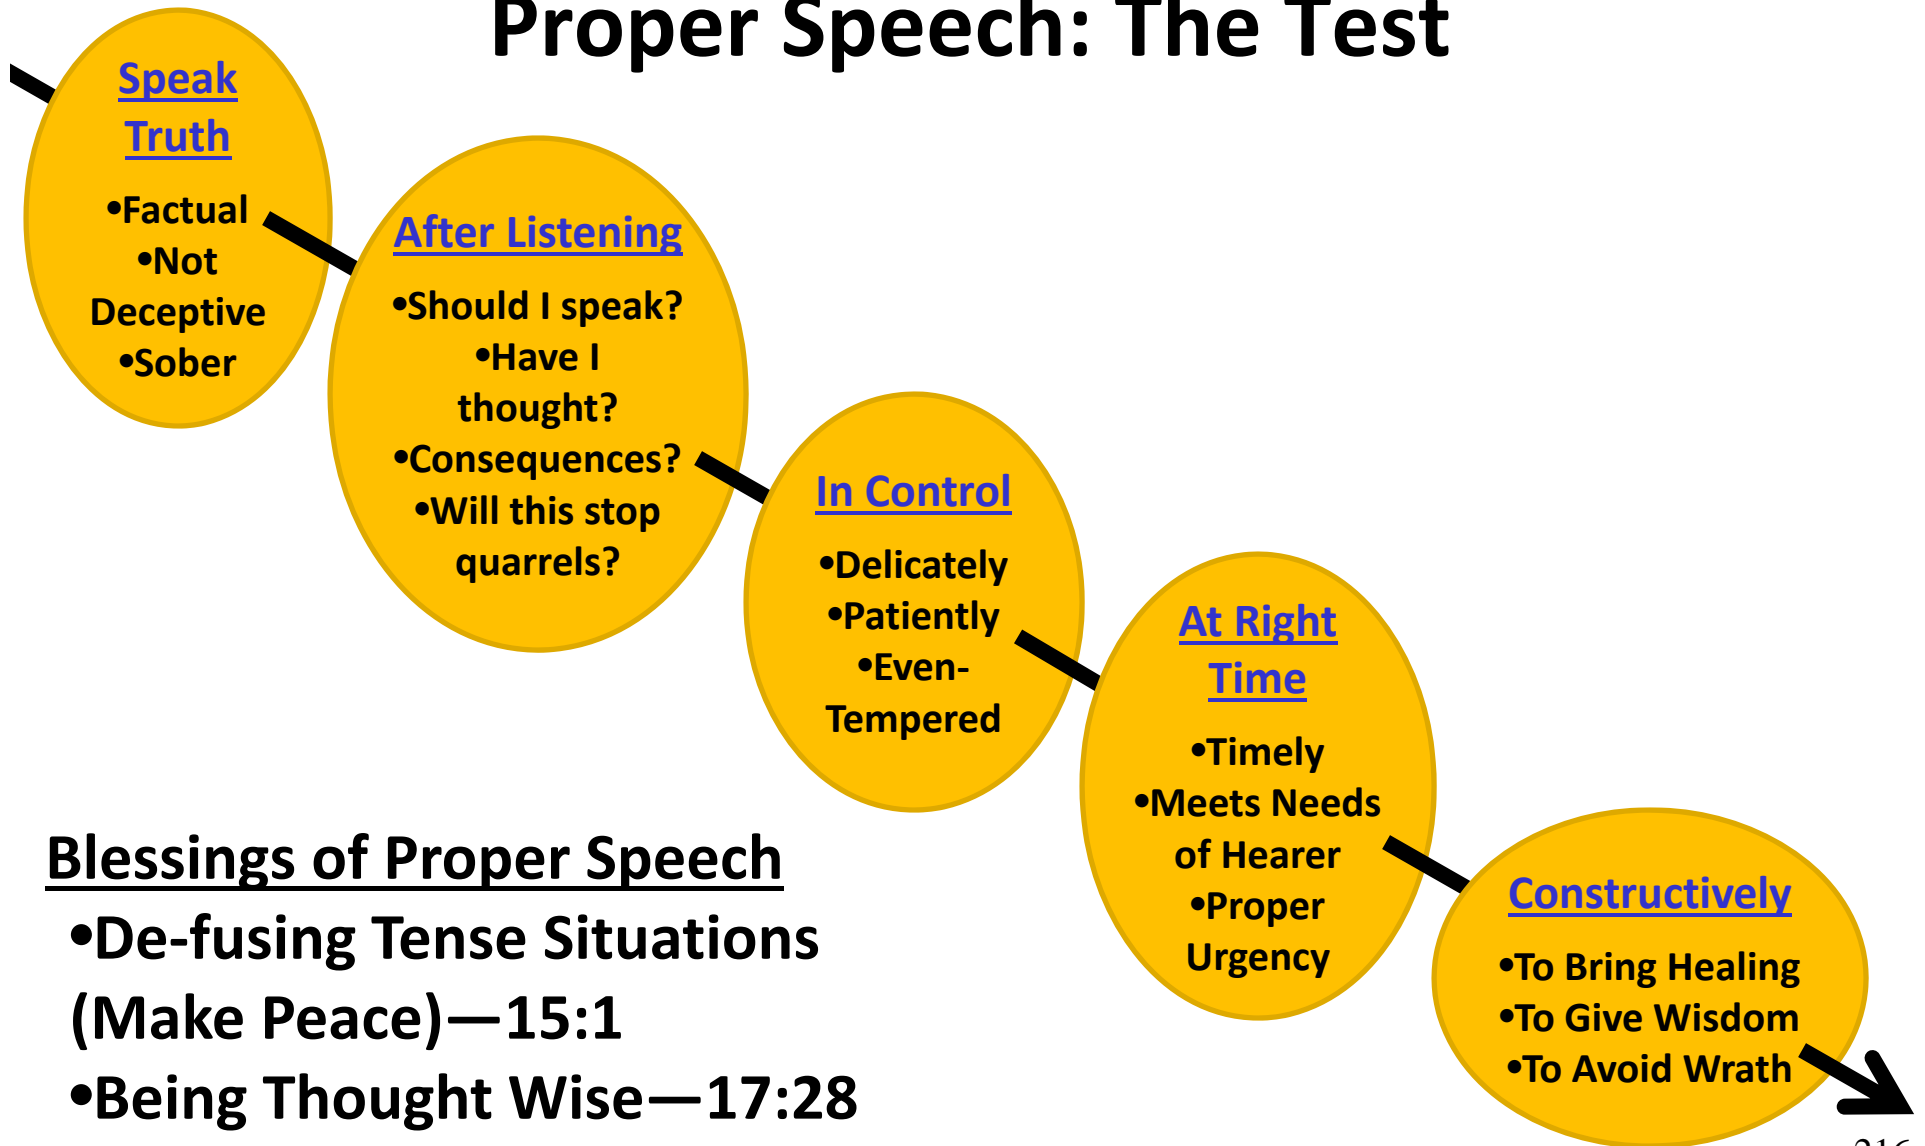 Proper Speech: The Test
Speak
Truth
•Factual
•Not
Deceptive
•Sober
After Listening
•Should I speak?
•Have I
thought?
•Consequences?
•Will this stop
quarrels?
In Control
•Delicately
•Patiently
•Even-
Tempered
At Right
Time
•Timely
•Meets Needs
of Hearer
•Proper
Urgency
Constructively
•To Bring Healing
•To Give Wisdom
•To Avoid Wrath
Blessings of Proper Speech
•De-fusing Tense Situations
(Make Peace)—15:1
•Being Thought Wise—17:28